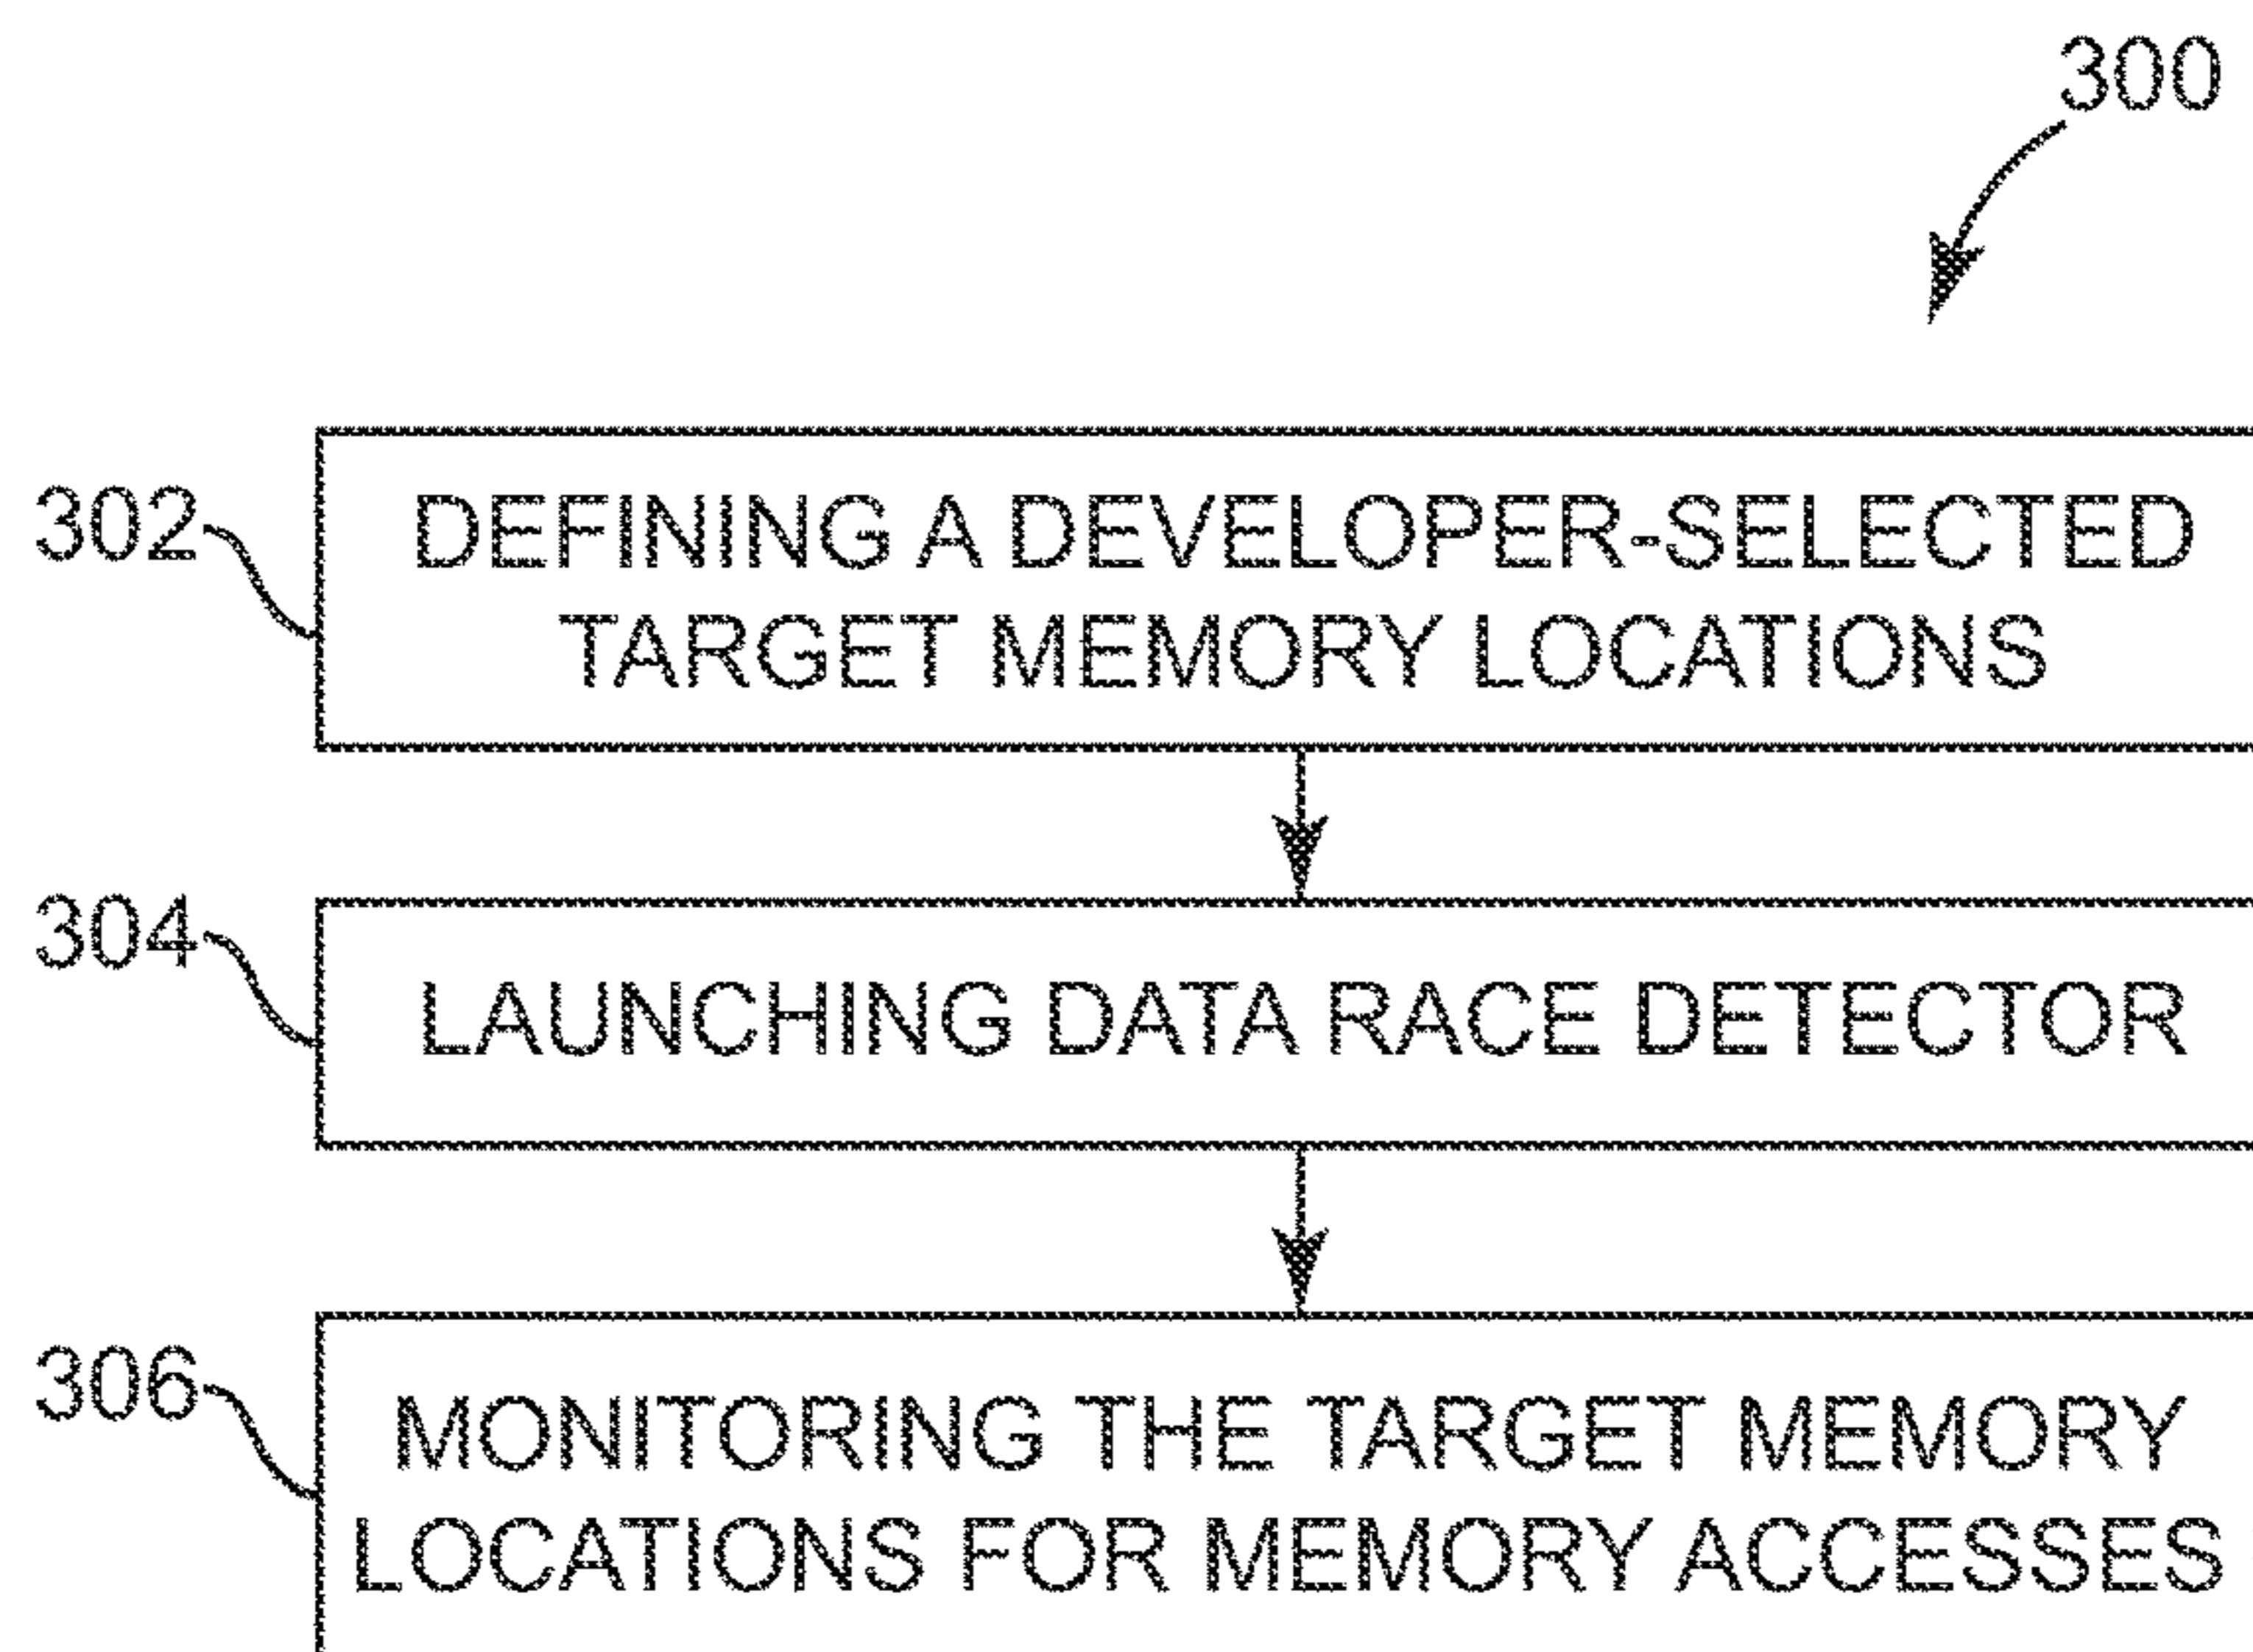 300
302
DEFINING A DEVELOPER-SELECTED
TARGET MEMORY LOCATIONS
304
LAUNCHING DATA RACE DETECTOR
306
MONITORING THE TARGET MEMORY
LOCATIONS FOR MEMORY ACCESSES